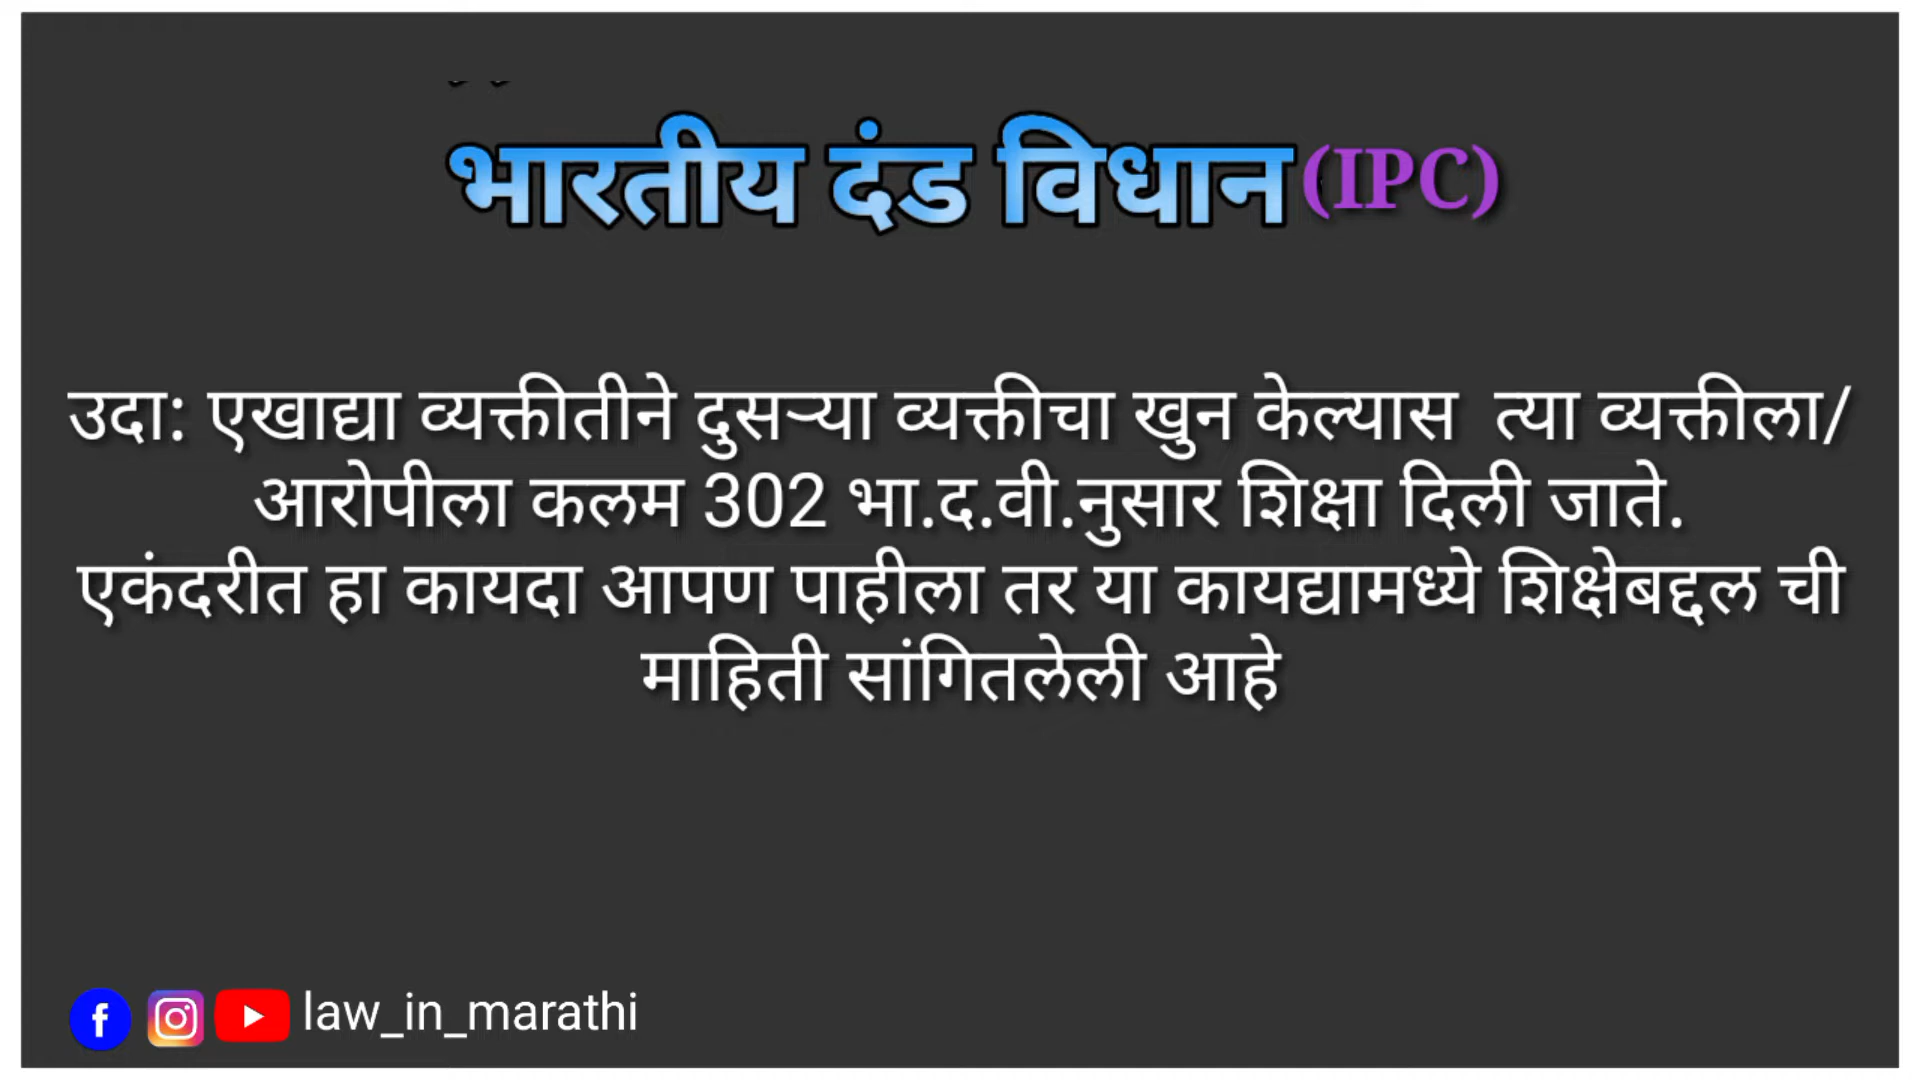 भारतीय दंड विधान (IPC)
उदा: एखाद्या व्यक्तीतीने दुसऱ्या व्यक्तीचा खुन केल्यास त्या व्यक्तीला/
आरोपीला कलम 302 भा.द.वी.नुसार शिक्षा दिली जाते.
एकंदरीत हा कायदा आपण पाहीला तर या कायद्यामध्ये शिक्षेबद्दल ची
माहिती सांगितलेली आहे
law_in_marathi